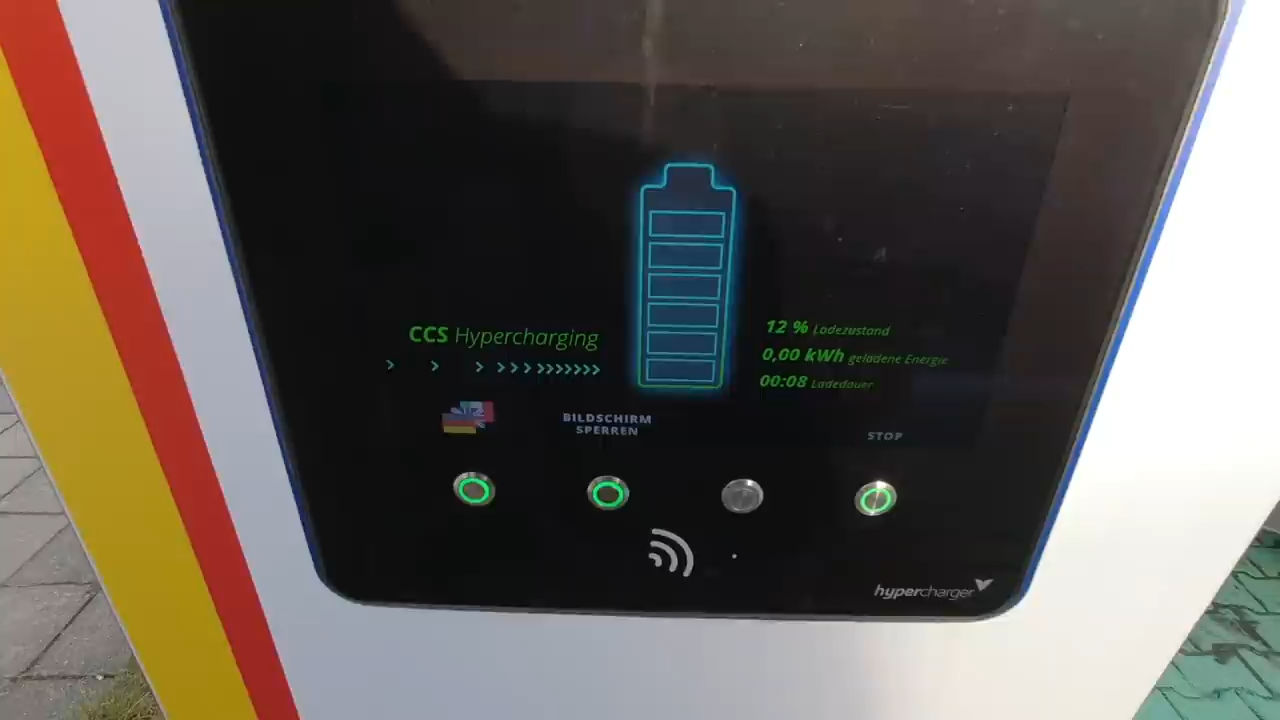 CCS Hypercharging
12 % Ladezustand
0,00 kWh geladene Energie
00:08 Ladedauer
BILDSCHIRM
SPERREN
STOP
hypercharger